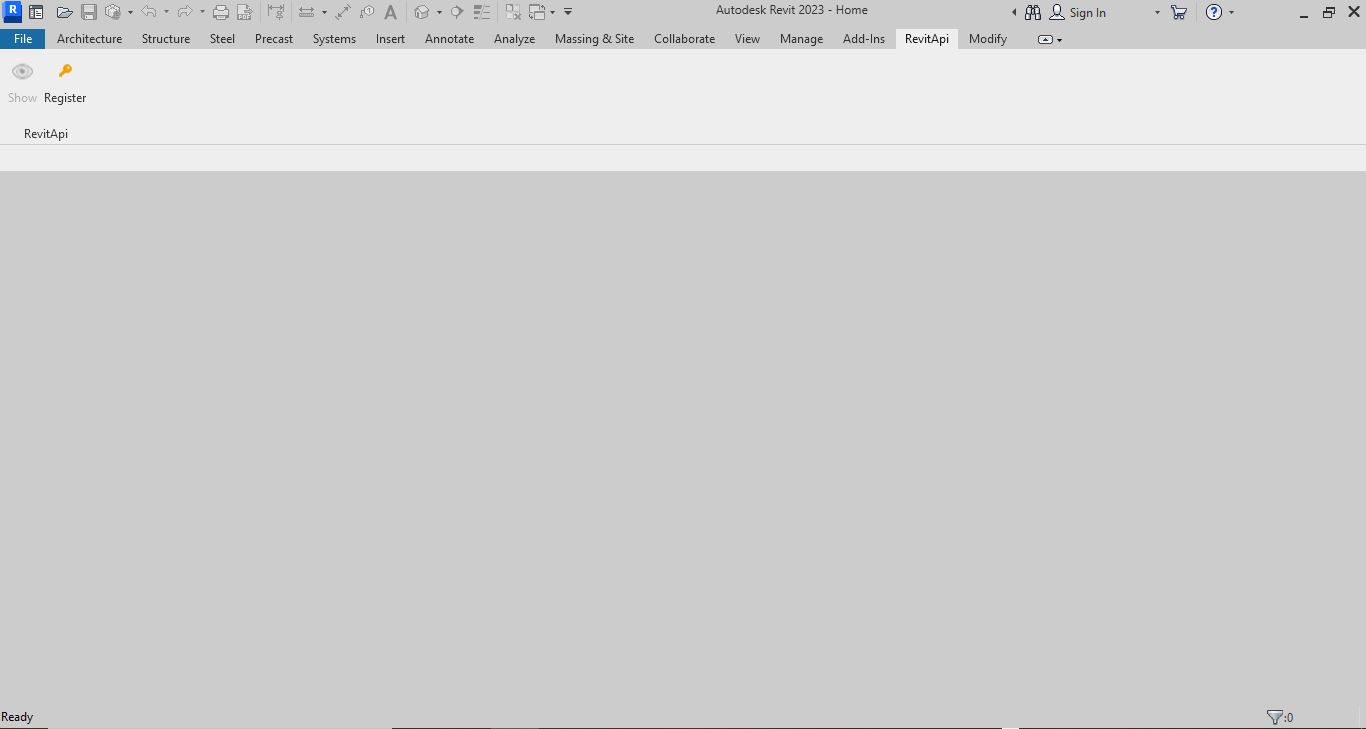 R Autodesk Revit 2023 - Home Sign In
File Architecture Structure Steel Precast Systems Insert Annotate Analyze Massing & Site Collaborate View Manage Add-Ins RevitApi Modify
Show Register
RevitApi
Ready :0